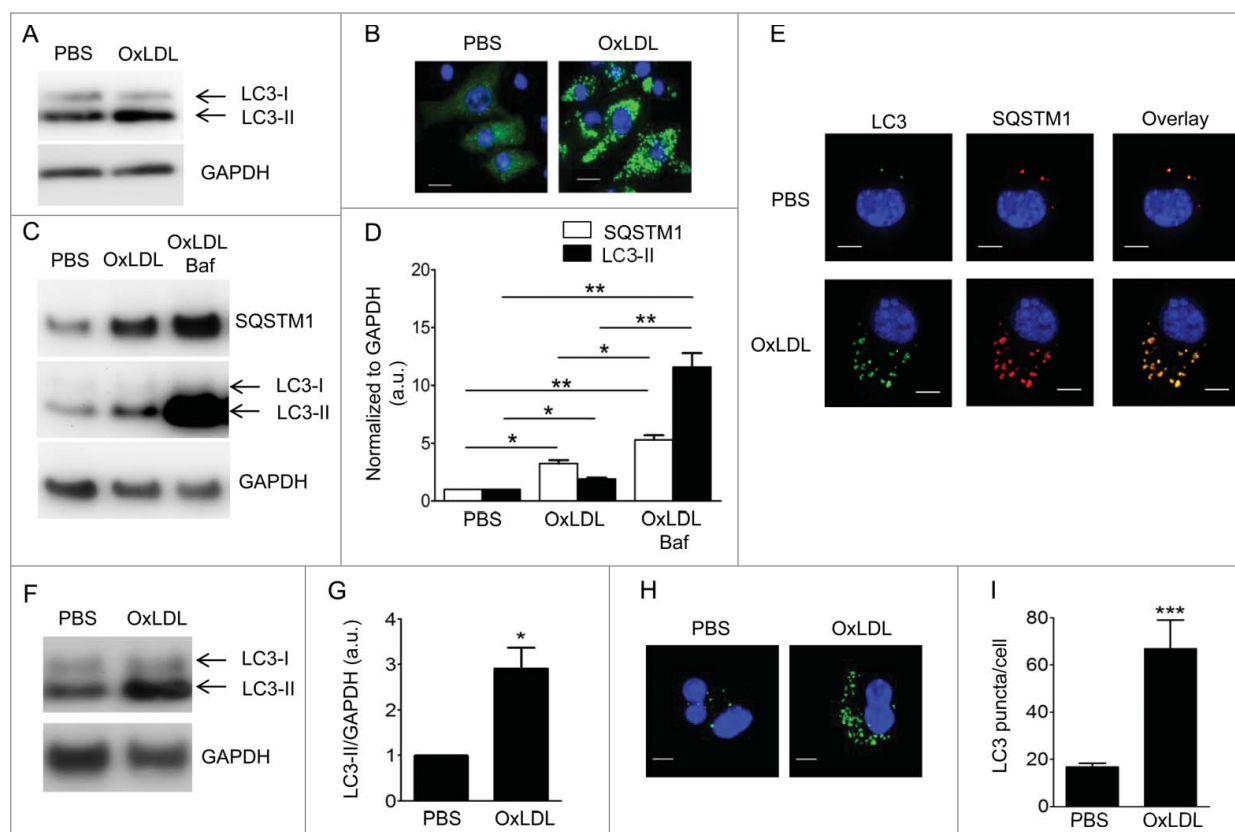 A
PBS OxLDL
LC3-I
LC3-II
GAPDH
B
PBS OxLDL
C
PBS OxLDL OxLDL
Baf
SQSTM1
LC3-I
LC3-II
GAPDH
D
SQSTM1
LC3-II
Normalized to GAPDH
(a.u.)
20
15
10
5
0
**
**
*
**
*
*
PBS OxLDL OxLDL
Baf
E
LC3 SQSTM1 Overlay
PBS
OxLDL
F
PBS OxLDL
LC3-I
LC3-II
GAPDH
G
LC3-II/GAPDH (a.u.)
4
3
2
1
0
*
PBS OxLDL
H
PBS OxLDL
I
LC3 puncta/cell
80
60
40
20
0
***
PBS OxLDL